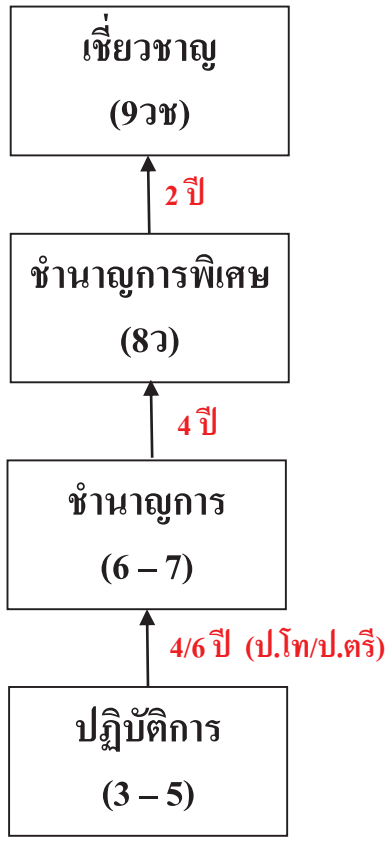 เชี่ยวชาญ
(9วช)
2 ปี
ชำนาญการพิเศษ
(8ว)
4 ปี
ชำนาญการ
(6 – 7)
4/6 ปี (ป.โท/ป.ตรี)
ปฏิบัติการ
(3 – 5)